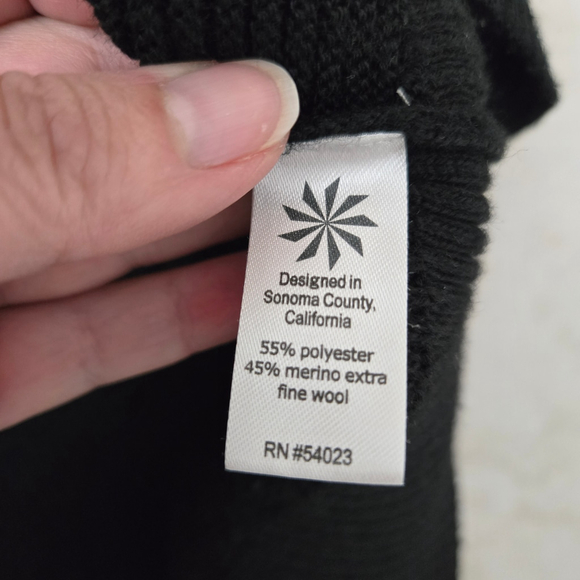 Designed in
Sonoma County,
California
55% polyester
45% merino extra
fine wool
RN #54023